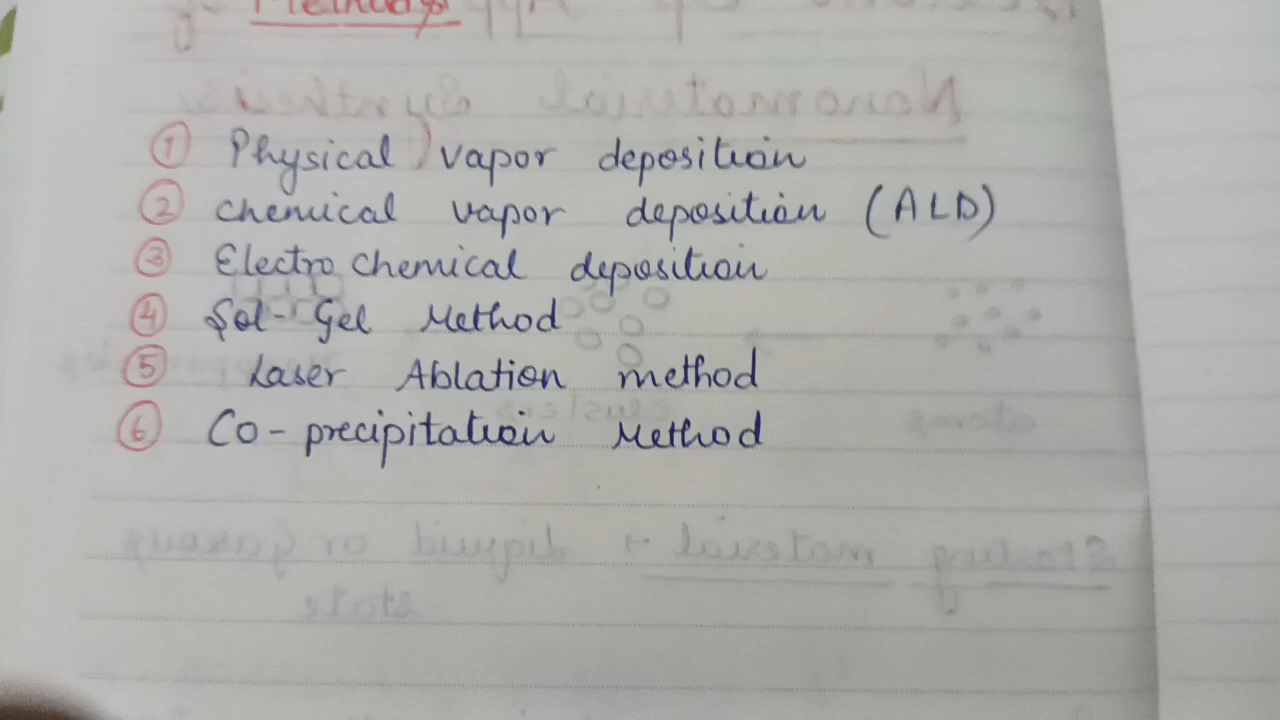 Methods
① Physical vapor deposition
② chemical vapor deposition (ALD)
③ Electro chemical deposition
④ Sol-Gel Method
⑤ Laser Ablation method
⑥ Co-precipitation Method